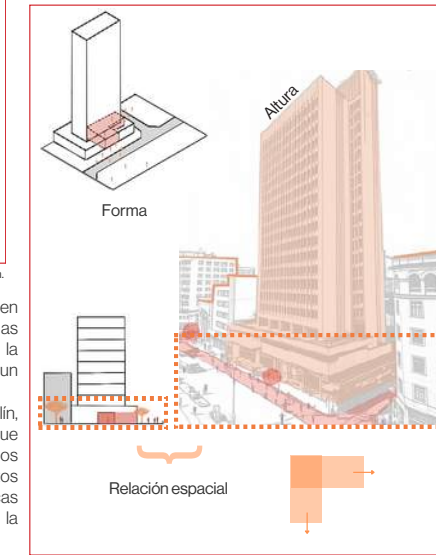 Altura
Forma
en
as
la
un
lín,
que
os
os
as
la
Relación espacial